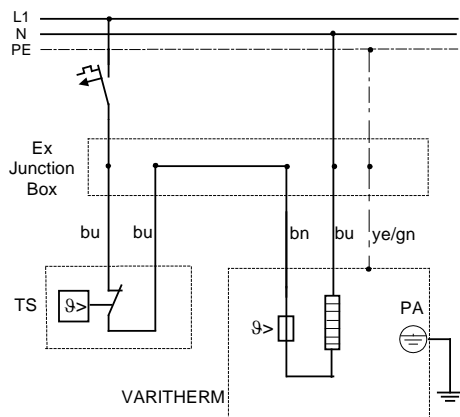 L1
N
PE
Ex
Junction
Box
bu bu bn bu ye/gn
TS
ϑ>
ϑ>
PA
VARITHERM